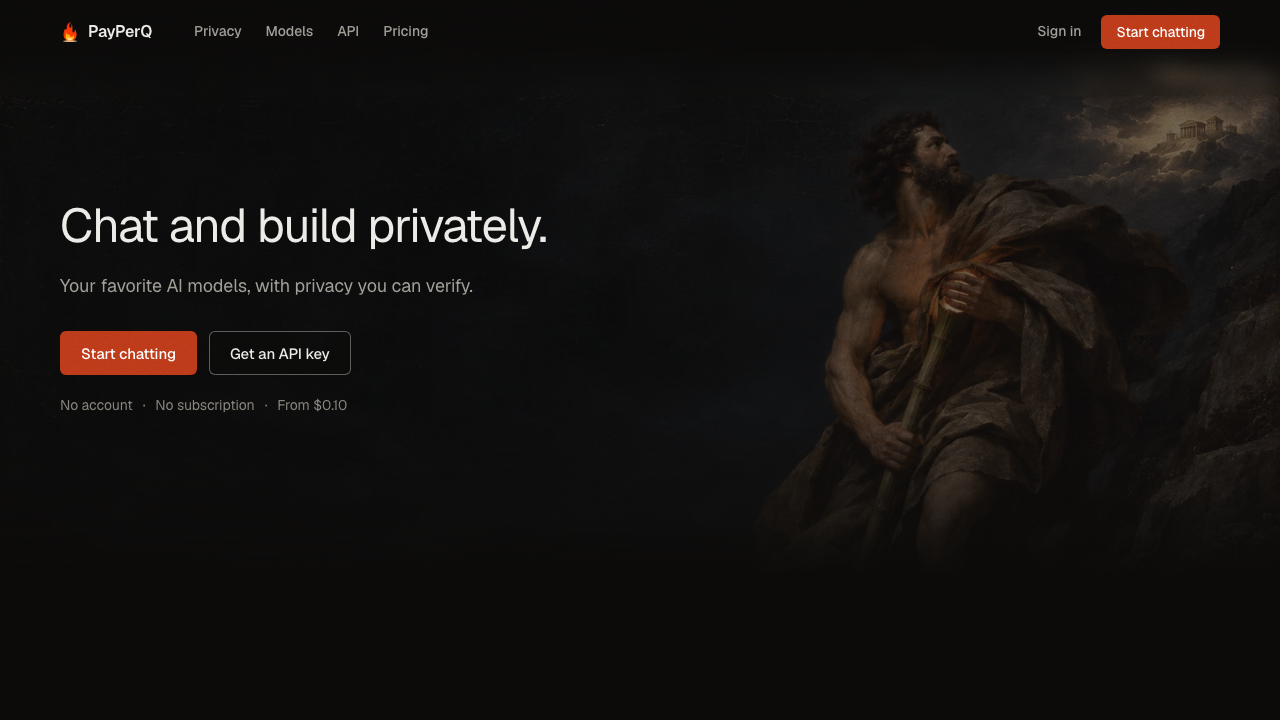 PayPerQ
Privacy
Models
API
Pricing
Sign in
Start chatting
Chat and build privately.
Your favorite AI models, with privacy you can verify.
Start chatting
Get an API key
No account · No subscription · From $0.10